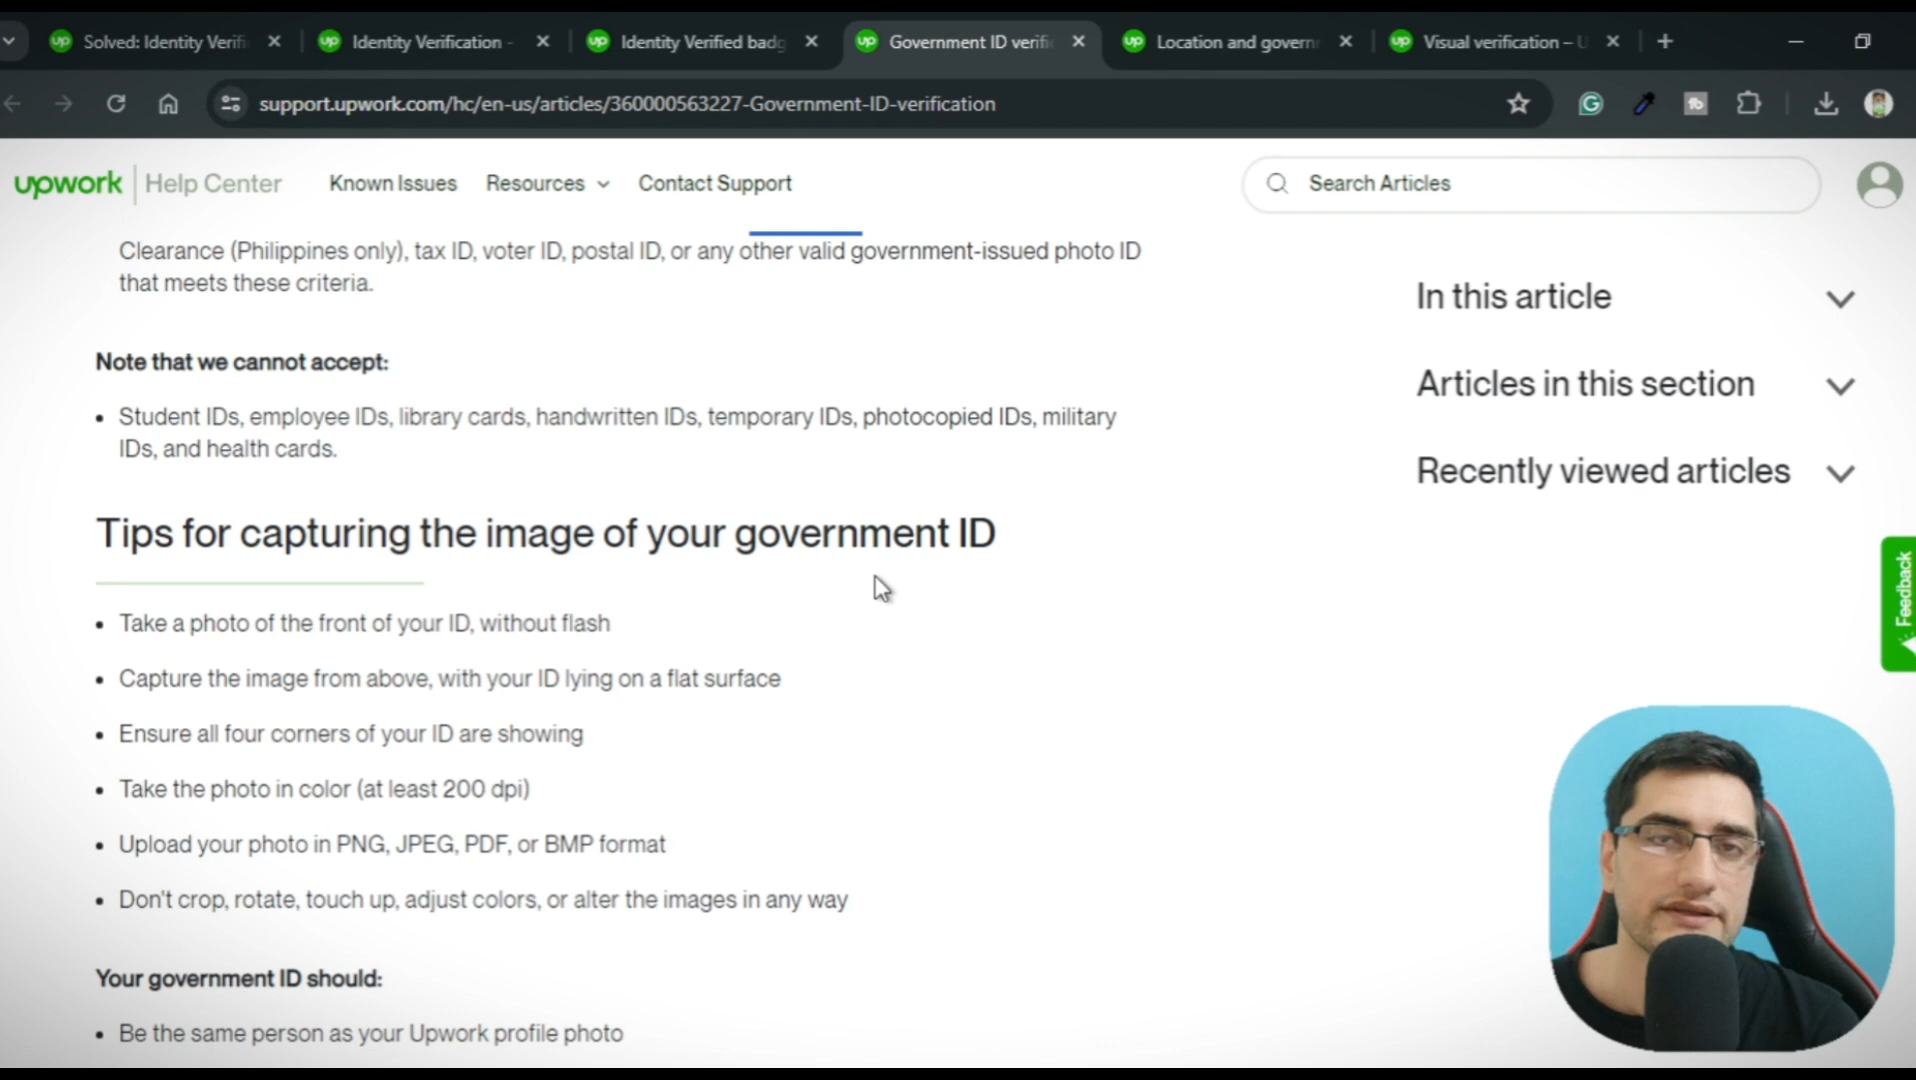 Solved: Identity Verifi
Identity Verification -
Identity Verified badg
Government ID verifi
Location and govern
Visual verification – U
support.upwork.com/hc/en-us/articles/360000563227-Government-ID-verification
upwork Help Center
Known Issues
Resources
Contact Support
Search Articles
Clearance (Philippines only), tax ID, voter ID, postal ID, or any other valid government-issued photo ID
that meets these criteria.
Note that we cannot accept:
• Student IDs, employee IDs, library cards, handwritten IDs, temporary IDs, photocopied IDs, military
IDs, and health cards.
Tips for capturing the image of your government ID
• Take a photo of the front of your ID, without flash
• Capture the image from above, with your ID lying on a flat surface
• Ensure all four corners of your ID are showing
• Take the photo in color (at least 200 dpi)
• Upload your photo in PNG, JPEG, PDF, or BMP format
• Don't crop, rotate, touch up, adjust colors, or alter the images in any way
Your government ID should:
• Be the same person as your Upwork profile photo
In this article
Articles in this section
Recently viewed articles
Feedback